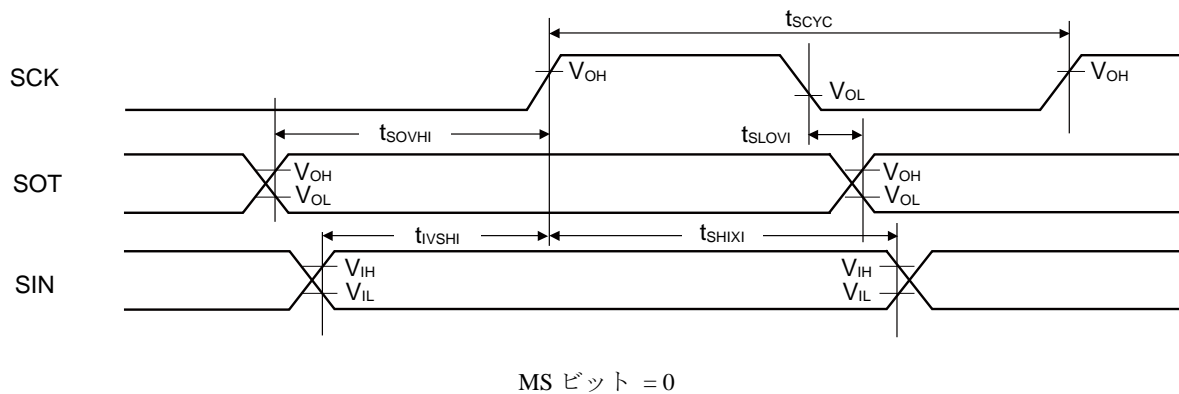 tSCYC
SCK
VOH
VOL
VOH
tSOVHI
tSLOVI
SOT
VOH
VOL
VOH
VOL
tIVSHI
tSHIXI
SIN
VIH
VIL
VIH
VIL
MS ビット = 0